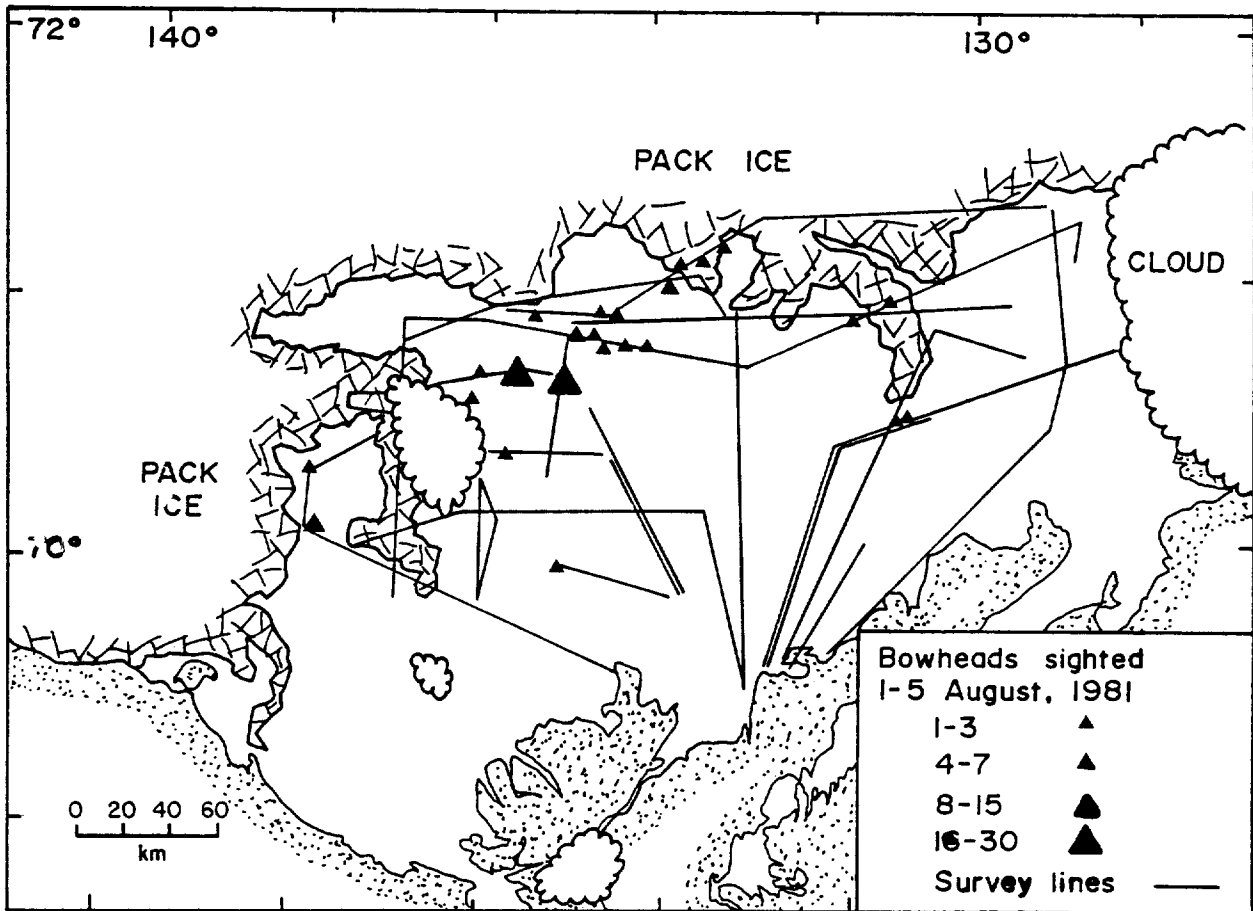 72° 140° 130°
PACK ICE
CLOUD
PACK
ICE
70°
Bowheads sighted
1-5 August, 1981
1-3
4-7
8-15
16-30
Survey lines
0 20 40 60
km